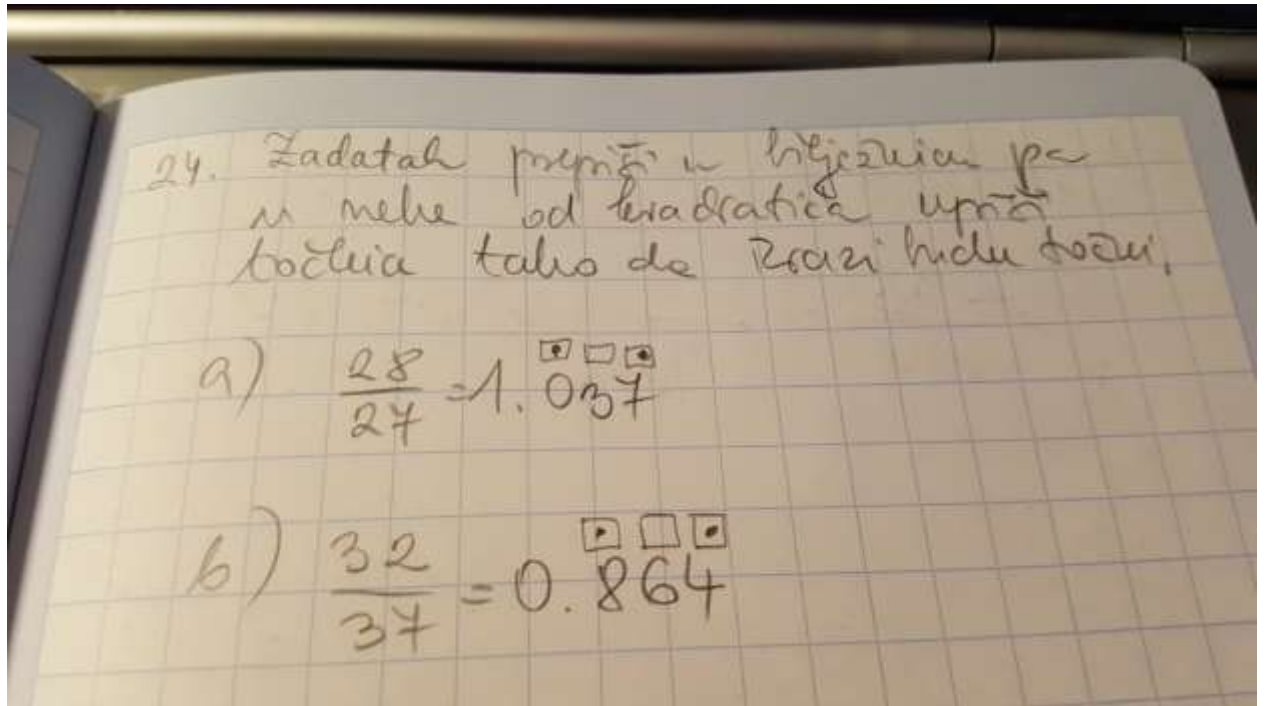 24. Zadatak prepiši u bilježnicu pa
u neke od kvadratića upiši
točkice tako da izrazi budu točni.
a) 28/27 = 1.037
b) 32/37 = 0.864